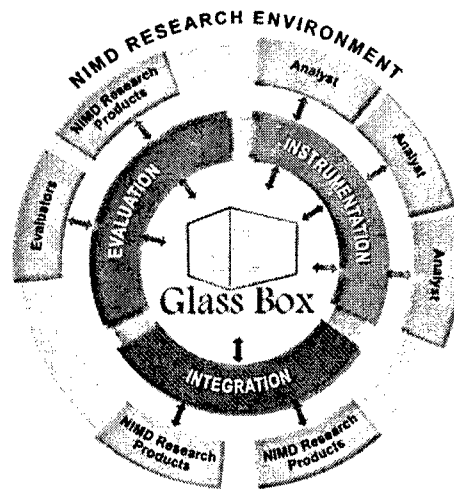 NIMD RESEARCH ENVIRONMENT
NIMD Research
Products
Analyst
Analyst
Analyst
Evaluators
EVALUATION
INSTRUMENTATION
Glass Box
INTEGRATION
NIMD Research
Products
NIMD Research
Products